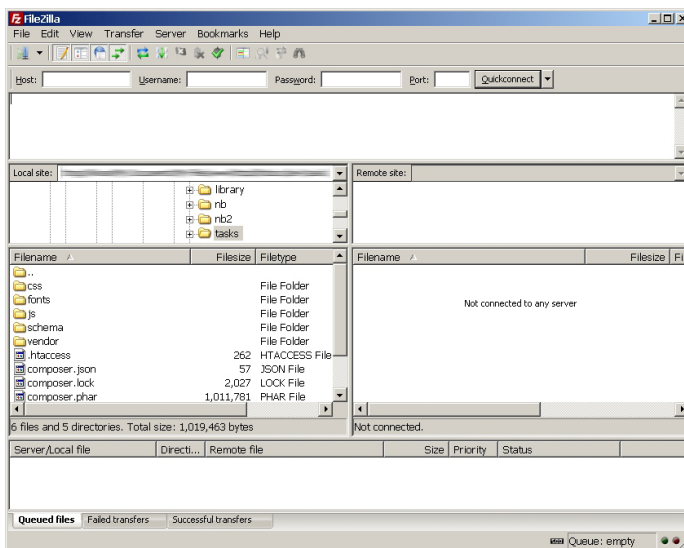 FileZilla
File Edit View Transfer Server Bookmarks Help
Host: Username: Password: Port: Quickconnect
Local site: Remote site:
library
nb
nb2
tasks
Filename Filesize Filetype Filename Filesize Fi
..
css File Folder
fonts File Folder
js File Folder
schema File Folder
vendor File Folder
.htaccess 262 HTACCESS File
composer.json 57 JSON File
composer.lock 2,027 LOCK File
composer.phar 1,011,781 PHAR File
Not connected to any server
6 files and 5 directories. Total size: 1,019,463 bytes Not connected.
Server/Local file Directi... Remote file Size Priority Status
Queued files Failed transfers Successful transfers
Queue: empty